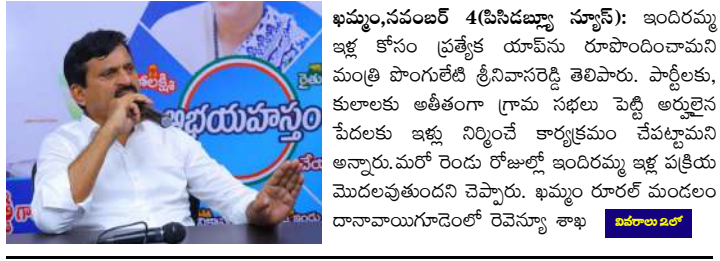 ఖమ్మం,నవంబర్ 4(పిసిడబ్ల్యూ న్యూస్): ఇందిరమ్మ
ఇళ్ల కోసం ప్రత్యేక యాప్‌ను రూపొందించామని
మంత్రి పొంగులేటి శ్రీనివాసరెడ్డి తెలిపారు. పార్టీలకు,
కులాలకు అతీతంగా గ్రామ సభలు పెట్టి అర్హులైన
పేదలకు ఇళ్లు నిర్మించే కార్యక్రమం చేపట్టామని
అన్నారు.మరో రెండు రోజుల్లో ఇందిరమ్మ ఇళ్ల పక్రియ
మొదలవుతుందని చెప్పారు. ఖమ్మం రూరల్ మండలం
దానావాయిగూడెంలో రెవెన్యూ శాఖ
వివరాలు 2లో
అభయహస్తం